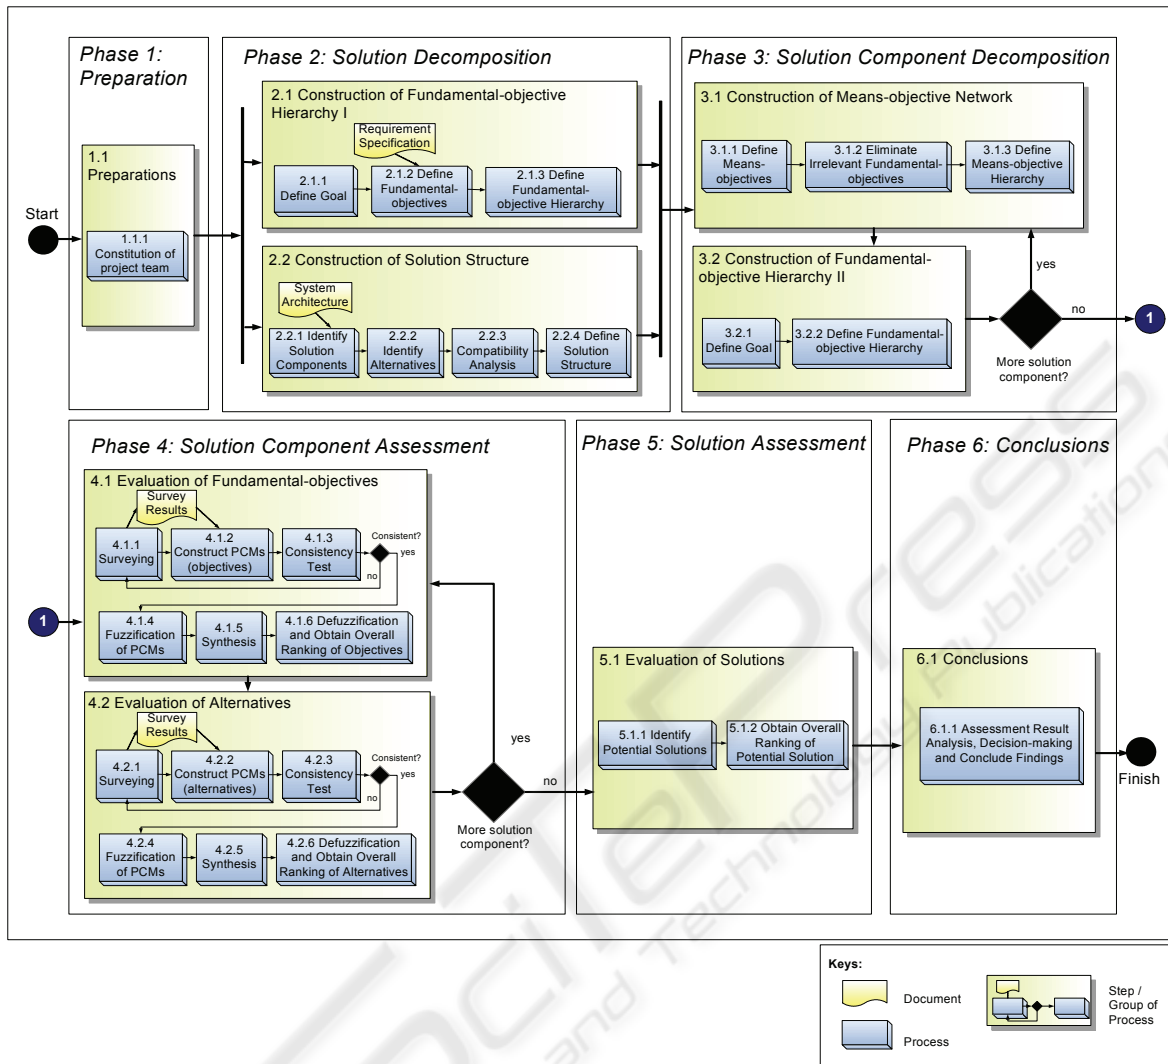 Phase 1:
Preparation
Phase 2: Solution Decomposition
Phase 3: Solution Component Decomposition
Start
1.1
Preparations
1.1.1
Constitution of
project team
2.1 Construction of Fundamental-objective
Hierarchy I
Requirement
Specification
2.1.1
Define Goal
2.1.2 Define
Fundamental-
objectives
2.1.3 Define
Fundamental-
objective Hierarchy
2.2 Construction of Solution Structure
System
Architecture
2.2.1 Identify
Solution
Components
2.2.2
Identify
Alternatives
2.2.3
Compatibility
Analysis
2.2.4 Define
Solution
Structure
3.1 Construction of Means-objective Network
3.1.1 Define
Means-
objectives
3.1.2 Eliminate
Irrelevant Fundamental-
objectives
3.1.3 Define
Means-objective
Hierarchy
3.2 Construction of Fundamental-
objective Hierarchy II
3.2.1
Define Goal
3.2.2 Define Fundamental-
objective Hierarchy
yes
no
More solution
component?
1
Phase 4: Solution Component Assessment
Phase 5: Solution Assessment
Phase 6: Conclusions
1
4.1 Evaluation of Fundamental-objectives
Survey
Results
4.1.1
Surveying
4.1.2
Construct PCMs
(objectives)
4.1.3
Consistency
Test
Consistent?
yes
no
4.1.4
Fuzzification
of PCMs
4.1.5
Synthesis
4.1.6 Defuzzification
and Obtain Overall
Ranking of Objectives
4.2 Evaluation of Alternatives
Survey
Results
4.2.1
Surveying
4.2.2
Construct PCMs
(alternatives)
4.2.3
Consistency
Test
Consistent?
yes
no
4.2.4
Fuzzification
of PCMs
4.2.5
Synthesis
4.2.6 Defuzzification
and Obtain Overall
Ranking of Alternatives
yes
no
More solution
component?
5.1 Evaluation of Solutions
5.1.1 Identify
Potential Solutions
5.1.2 Obtain Overall
Ranking of
Potential Solution
6.1 Conclusions
6.1.1 Assessment Result
Analysis, Decision-making
and Conclude Findings
Finish
Keys:
Document
Process
Step /
Group of
Process
SciTePress
and Technology Publications